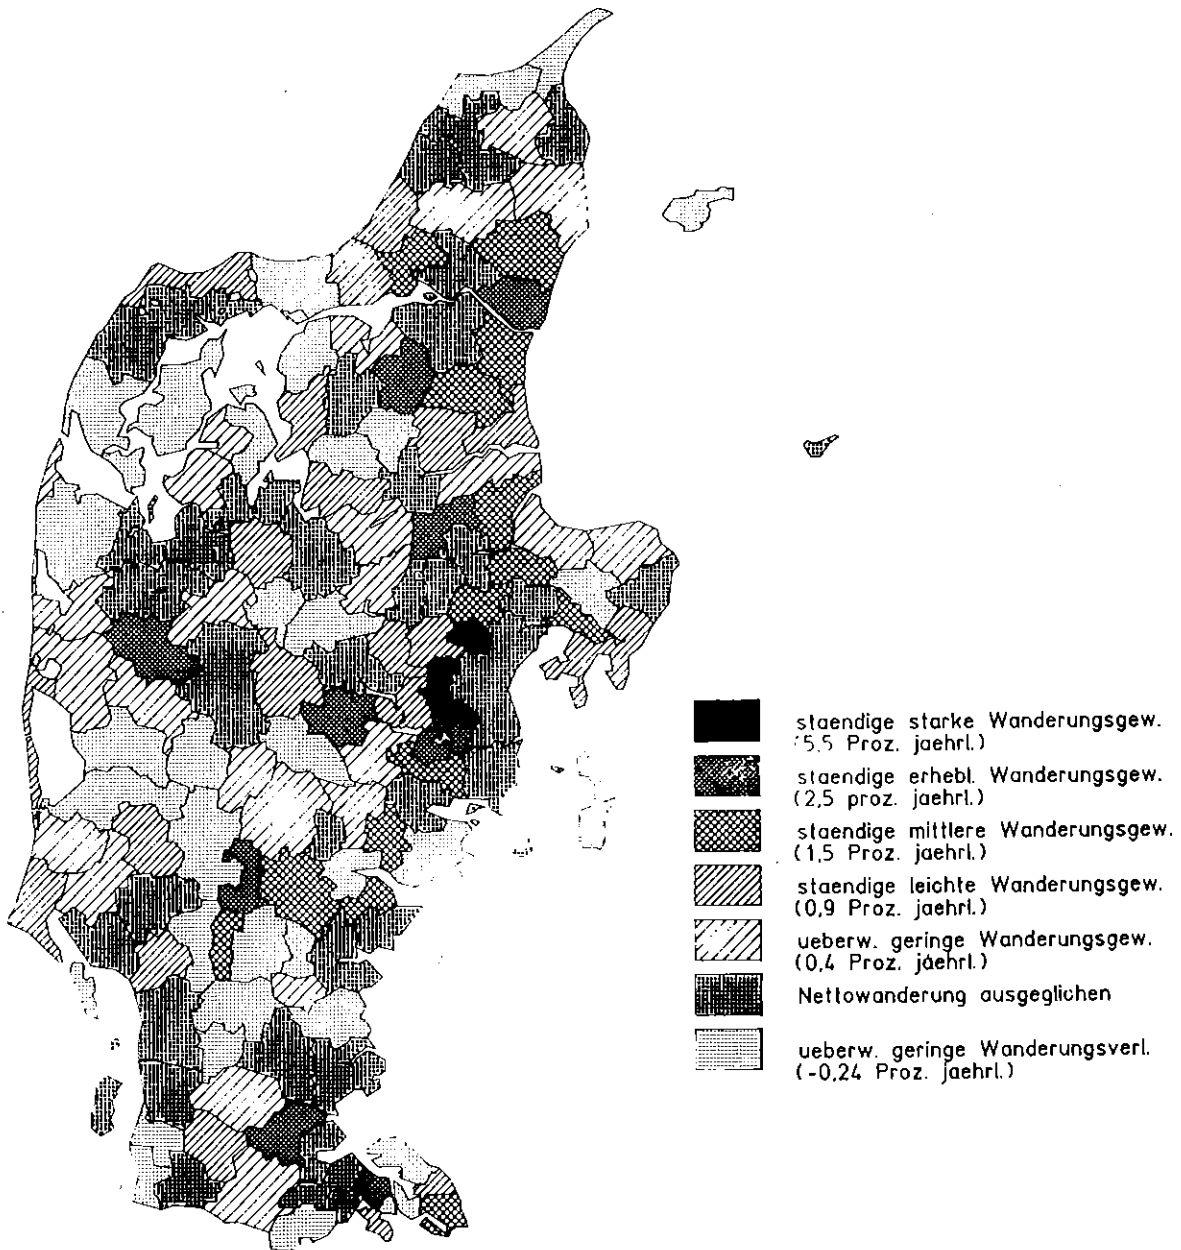 staendige starke Wanderungsgew.
(5,5 Proz. jaehrl.)
staendige erhebl. Wanderungsgew.
(2,5 proz. jaehrl.)
staendige mittlere Wanderungsgew.
(1,5 Proz. jaehrl.)
staendige leichte Wanderungsgew.
(0,9 Proz. jaehrl.)
ueberw. geringe Wanderungsgew.
(0,4 Proz. jaehrl.)
Nettowanderung ausgeglichen
ueberw. geringe Wanderungsverl.
(-0,24 Proz. jaehrl.)